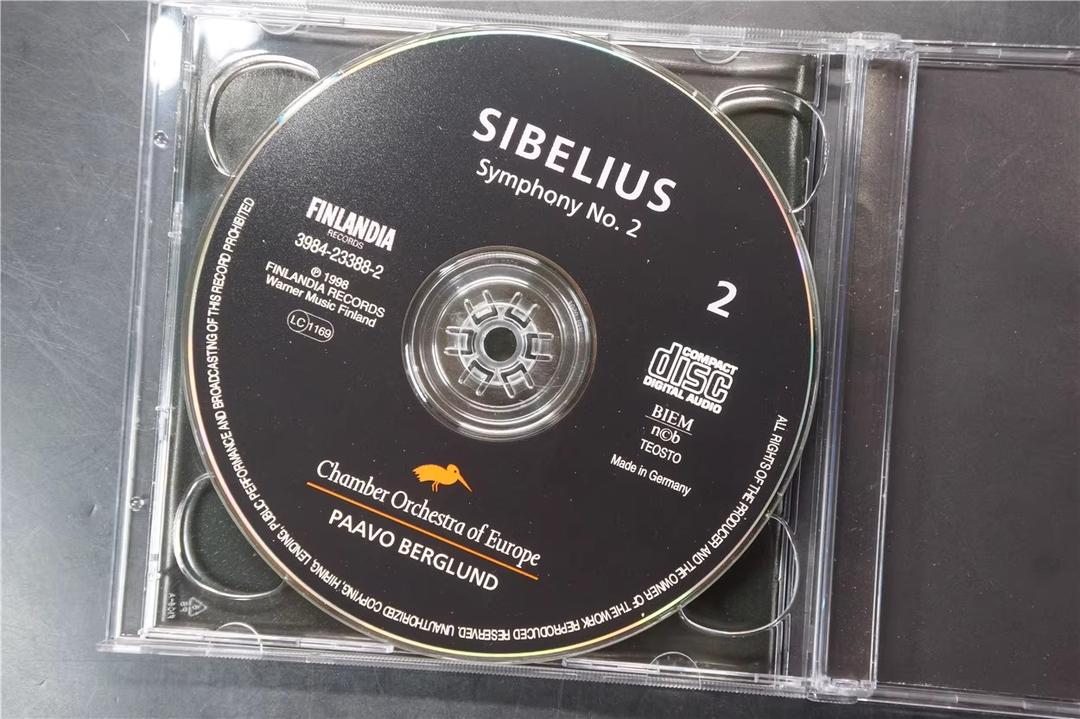 SIBELIUS
Symphony No. 2
FINLANDIA
RECORDS
3984-23388-2
℗ 1998
FINLANDIA RECORDS
Warner Music Finland
LC 1169
2
COMPACT
disc
DIGITAL AUDIO
BIEM
n©b
TEOSTO
Made in Germany
Chamber Orchestra of Europe
PAAVO BERGLUND
ALL RIGHTS OF THE PRODUCER AND THE OWNER OF THE WORK REPRODUCED RESERVED. UNAUTHORIZED COPYING, HIRING, LENDING, PUBLIC PERFORMANCE AND BROADCASTING OF THIS RECORD PROHIBITED